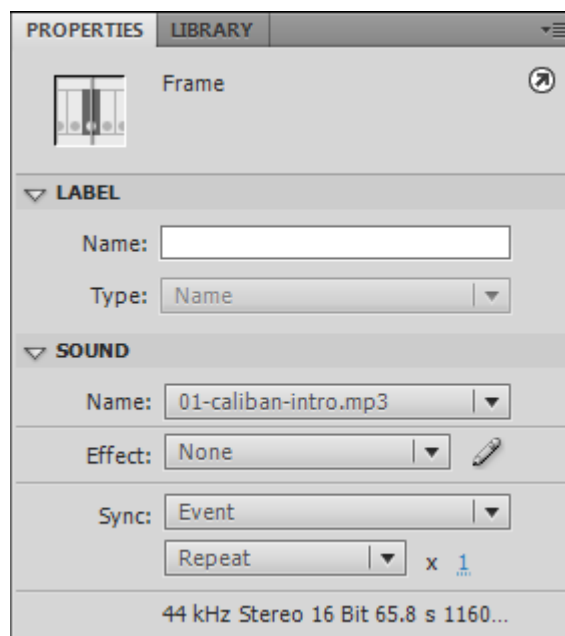 PROPERTIES LIBRARY
Frame
LABEL
Name:
Type: Name
SOUND
Name: 01-caliban-intro.mp3
Effect: None
Sync: Event
Repeat x 1
44 kHz Stereo 16 Bit 65.8 s 1160...